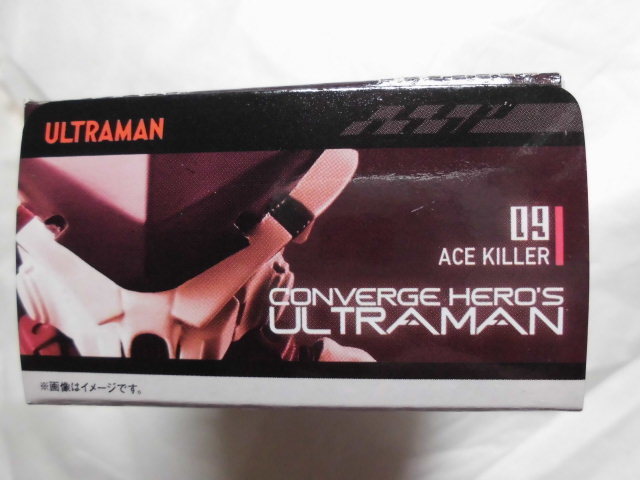 ULTRAMAN
09
ACE KILLER
CONVERGE HERO'S
ULTRAMAN
※画像はイメージです。